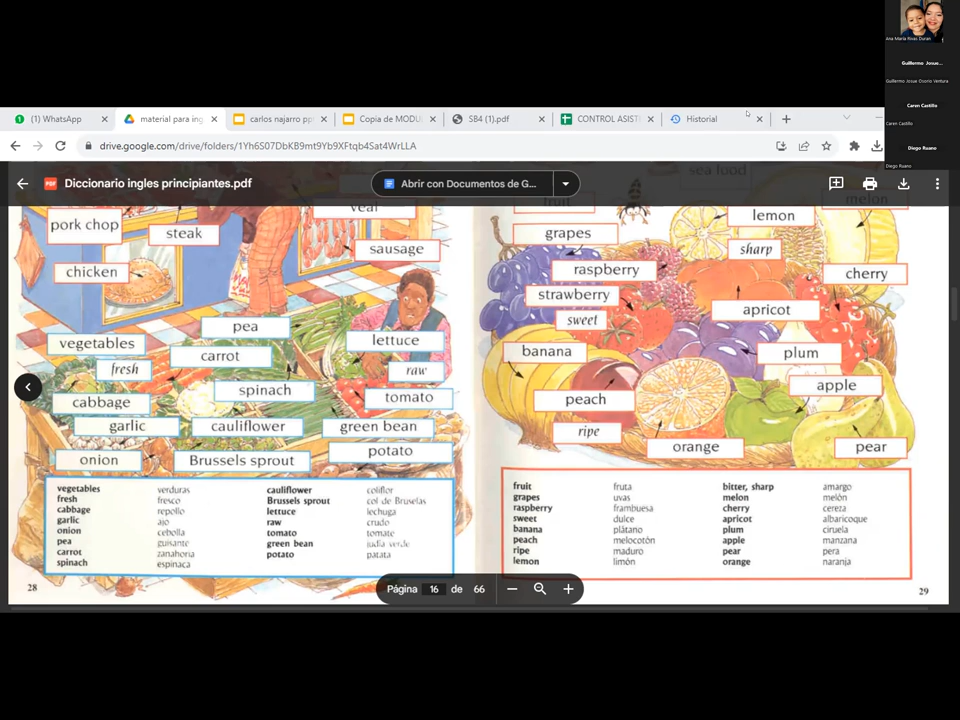 Ana María Rivas Duran
Guillermo Josue...
Guillermo Josue Osorio Ventura
Caren Castillo
Caren Castillo
Diego Ruano
Diego Ruano
(1) WhatsApp
material para ing
carlos najarro pp
Copia de MODU
SB4 (1).pdf
CONTROL ASIST
Historial
drive.google.com/drive/folders/1Yh6S07DbKB9mt9Yb9XFtqb4Sat4WrLLA
PDF
Diccionario ingles principiantes.pdf
Abrir con Documentos de G...
pork chop
steak
veal
sausage
chicken
pea
vegetables
carrot
lettuce
fresh
raw
spinach
cabbage
tomato
garlic
cauliflower
green bean
onion
Brussels sprout
potato
vegetables verduras cauliflower coliflor
fresh fresco Brussels sprout col de Bruselas
cabbage repollo lettuce lechuga
garlic ajo raw crudo
onion cebolla tomato tomate
pea guisante green bean judía verde
carrot zanahoria potato patata
spinach espinaca
28
sea food
fruit
melon
lemon
grapes
sharp
raspberry
cherry
strawberry
apricot
sweet
banana
plum
apple
peach
ripe
orange
pear
fruit fruta bitter, sharp amargo
grapes uvas melon melón
raspberry frambuesa cherry cereza
sweet dulce apricot albaricoque
banana plátano plum ciruela
peach melocotón apple manzana
ripe maduro pear pera
lemon limón orange naranja
29
Página 16 de 66